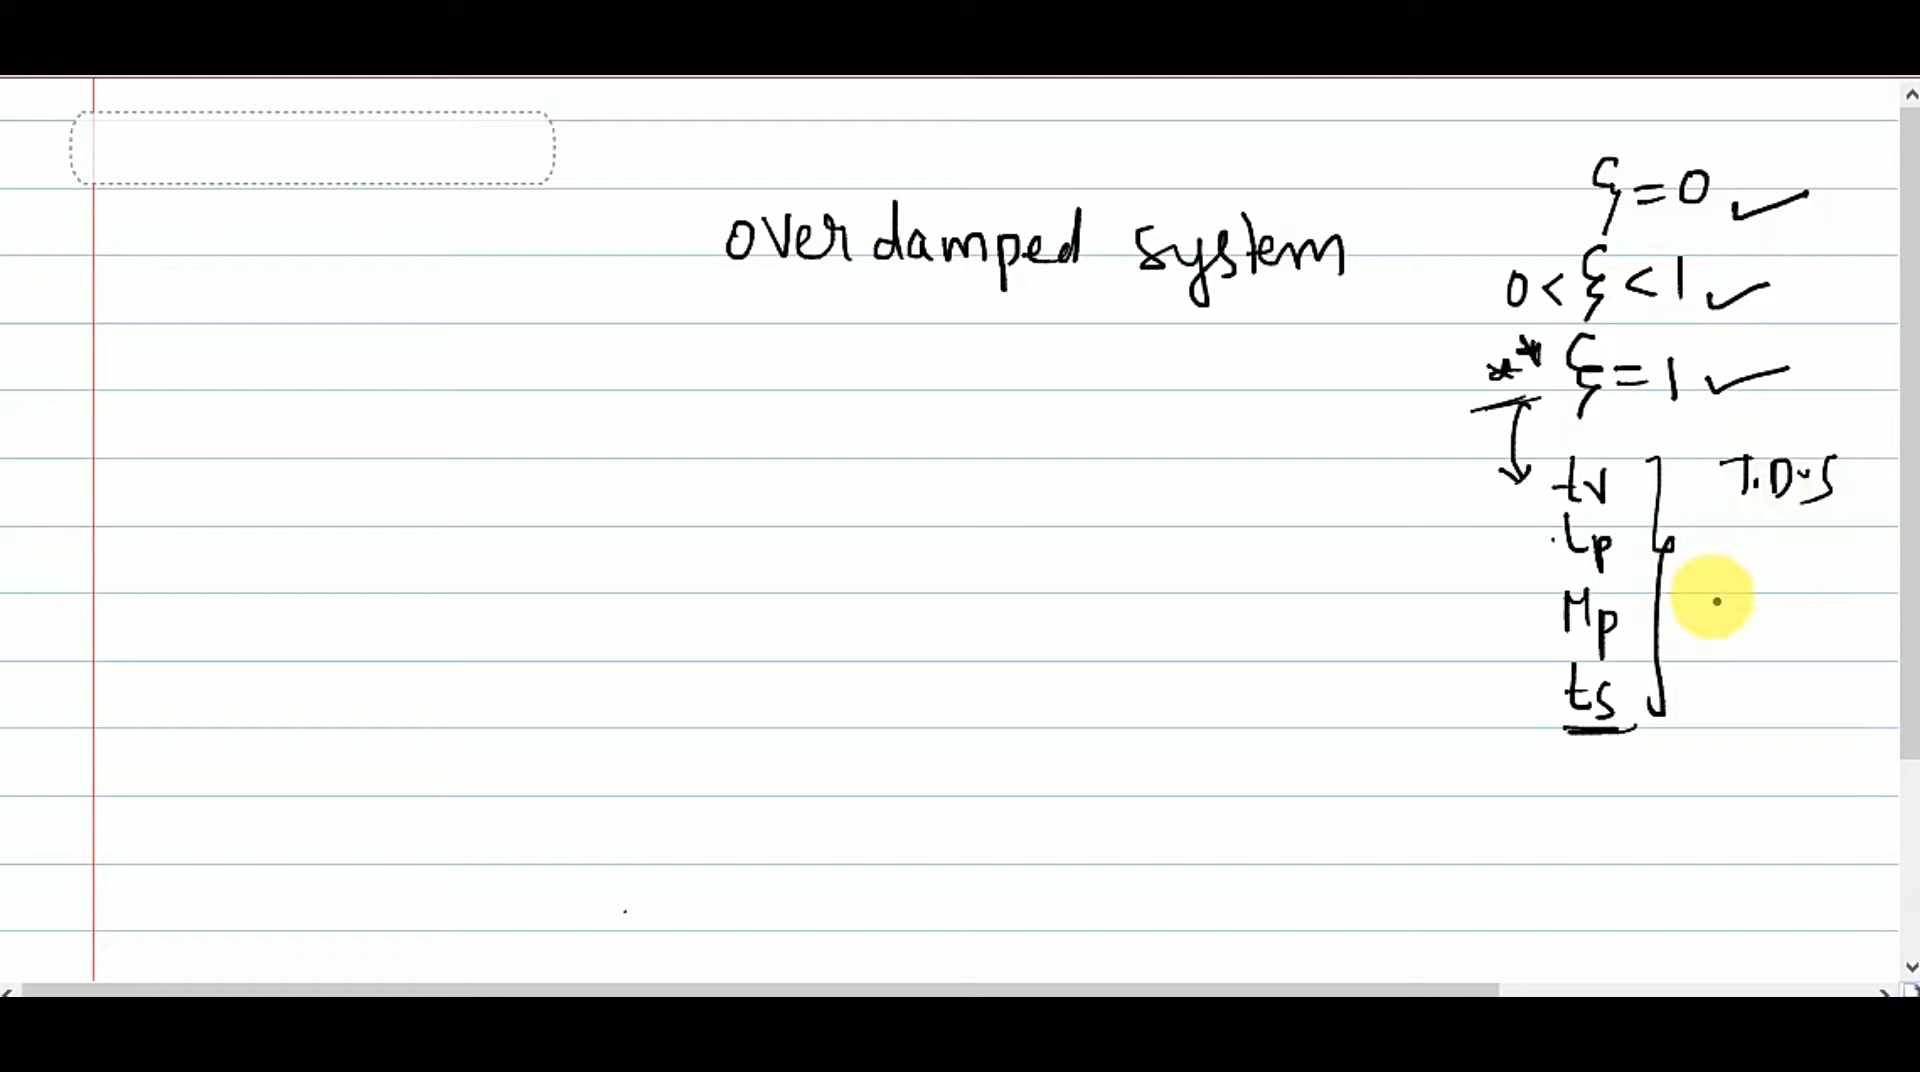 over damped system
ξ = 0 ✓
0 < ξ < 1 ✓
** ξ = 1 ✓
tr T.D.S
tp
Mp
ts